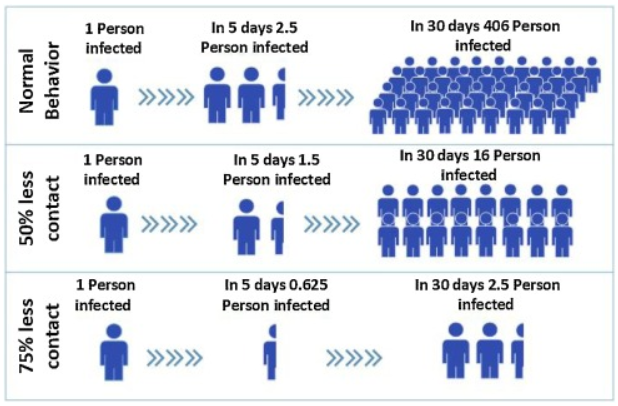 Normal
Behavior
1 Person
infected
In 5 days 2.5
Person infected
In 30 days 406 Person
infected
50% less
contact
1 Person
infected
In 5 days 1.5
Person infected
In 30 days 16 Person
infected
75% less
contact
1 Person
infected
In 5 days 0.625
Person infected
In 30 days 2.5 Person
infected